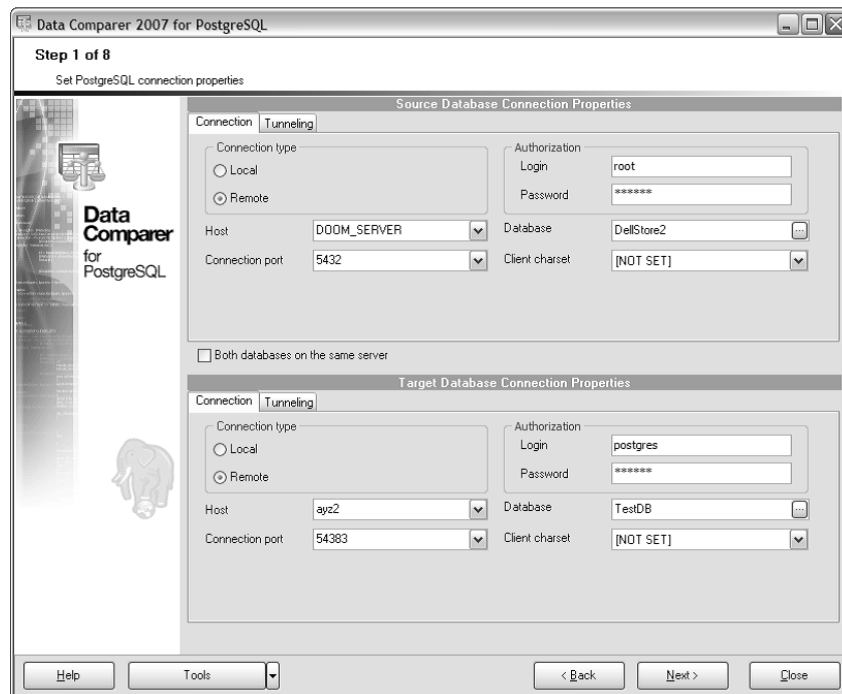 Data Comparer 2007 for PostgreSQL
Step 1 of 8
Set PostgreSQL connection properties
Data
Comparer
for
PostgreSQL
Source Database Connection Properties
Connection Tunneling
Connection type
Local
Remote
Authorization
Login root
Password ******
Host DOOM_SERVER
Database DellStore2 ...
Connection port 5432
Client charset [NOT SET]
Both databases on the same server
Target Database Connection Properties
Connection Tunneling
Connection type
Local
Remote
Authorization
Login postgres
Password ******
Host ayz2
Database TestDB ...
Connection port 54383
Client charset [NOT SET]
Help Tools < Back Next > Close